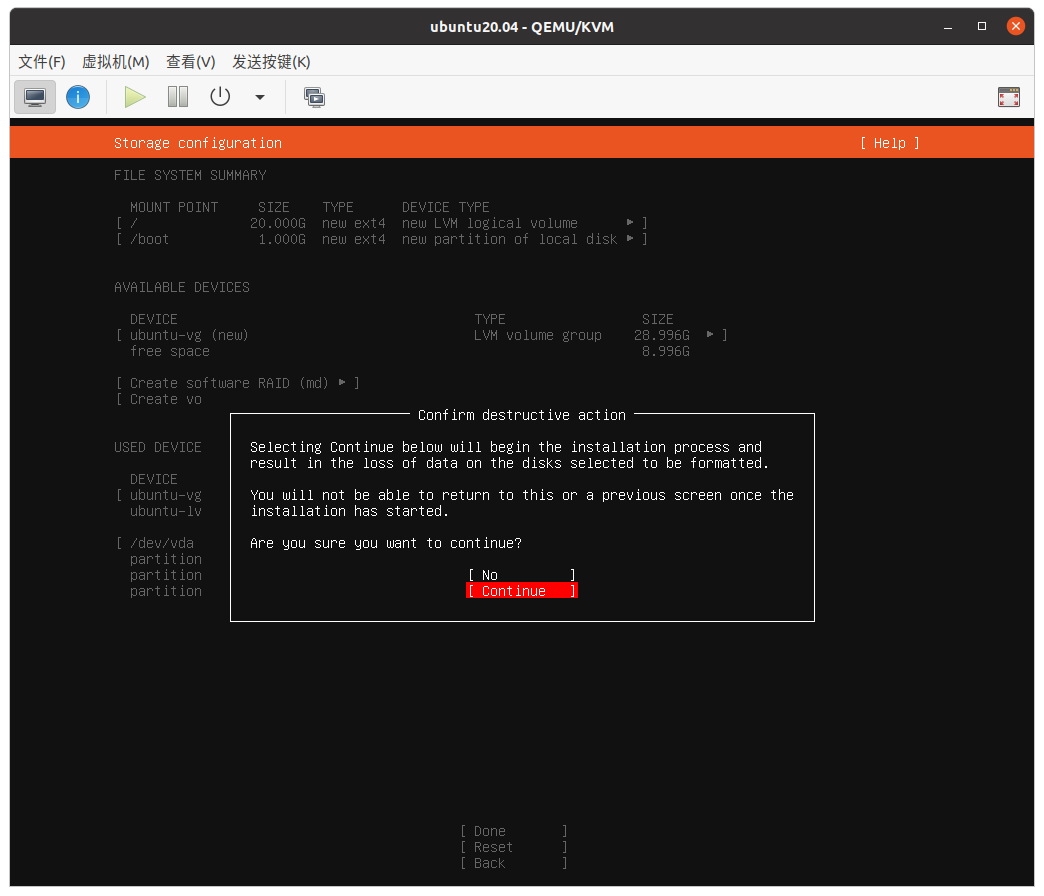 ubuntu20.04 - QEMU/KVM
文件(F) 虚拟机(M) 查看(V) 发送按键(K)
Storage configuration [ Help ]
FILE SYSTEM SUMMARY
MOUNT POINT SIZE TYPE DEVICE TYPE
[ / 20.000G new ext4 new LVM logical volume ▸ ]
[ /boot 1.000G new ext4 new partition of local disk ▸ ]
AVAILABLE DEVICES
DEVICE TYPE SIZE
[ ubuntu-vg (new) LVM volume group 28.996G ▸ ]
free space 8.996G
[ Create software RAID (md) ▸ ]
[ Create vo
USED DEVICE
DEVICE
[ ubuntu-vg
ubuntu-lv
[ /dev/vda
partition
partition
partition
Confirm destructive action
Selecting Continue below will begin the installation process and
result in the loss of data on the disks selected to be formatted.
You will not be able to return to this or a previous screen once the
installation has started.
Are you sure you want to continue?
[ No ]
[ Continue ]
[ Done ]
[ Reset ]
[ Back ]